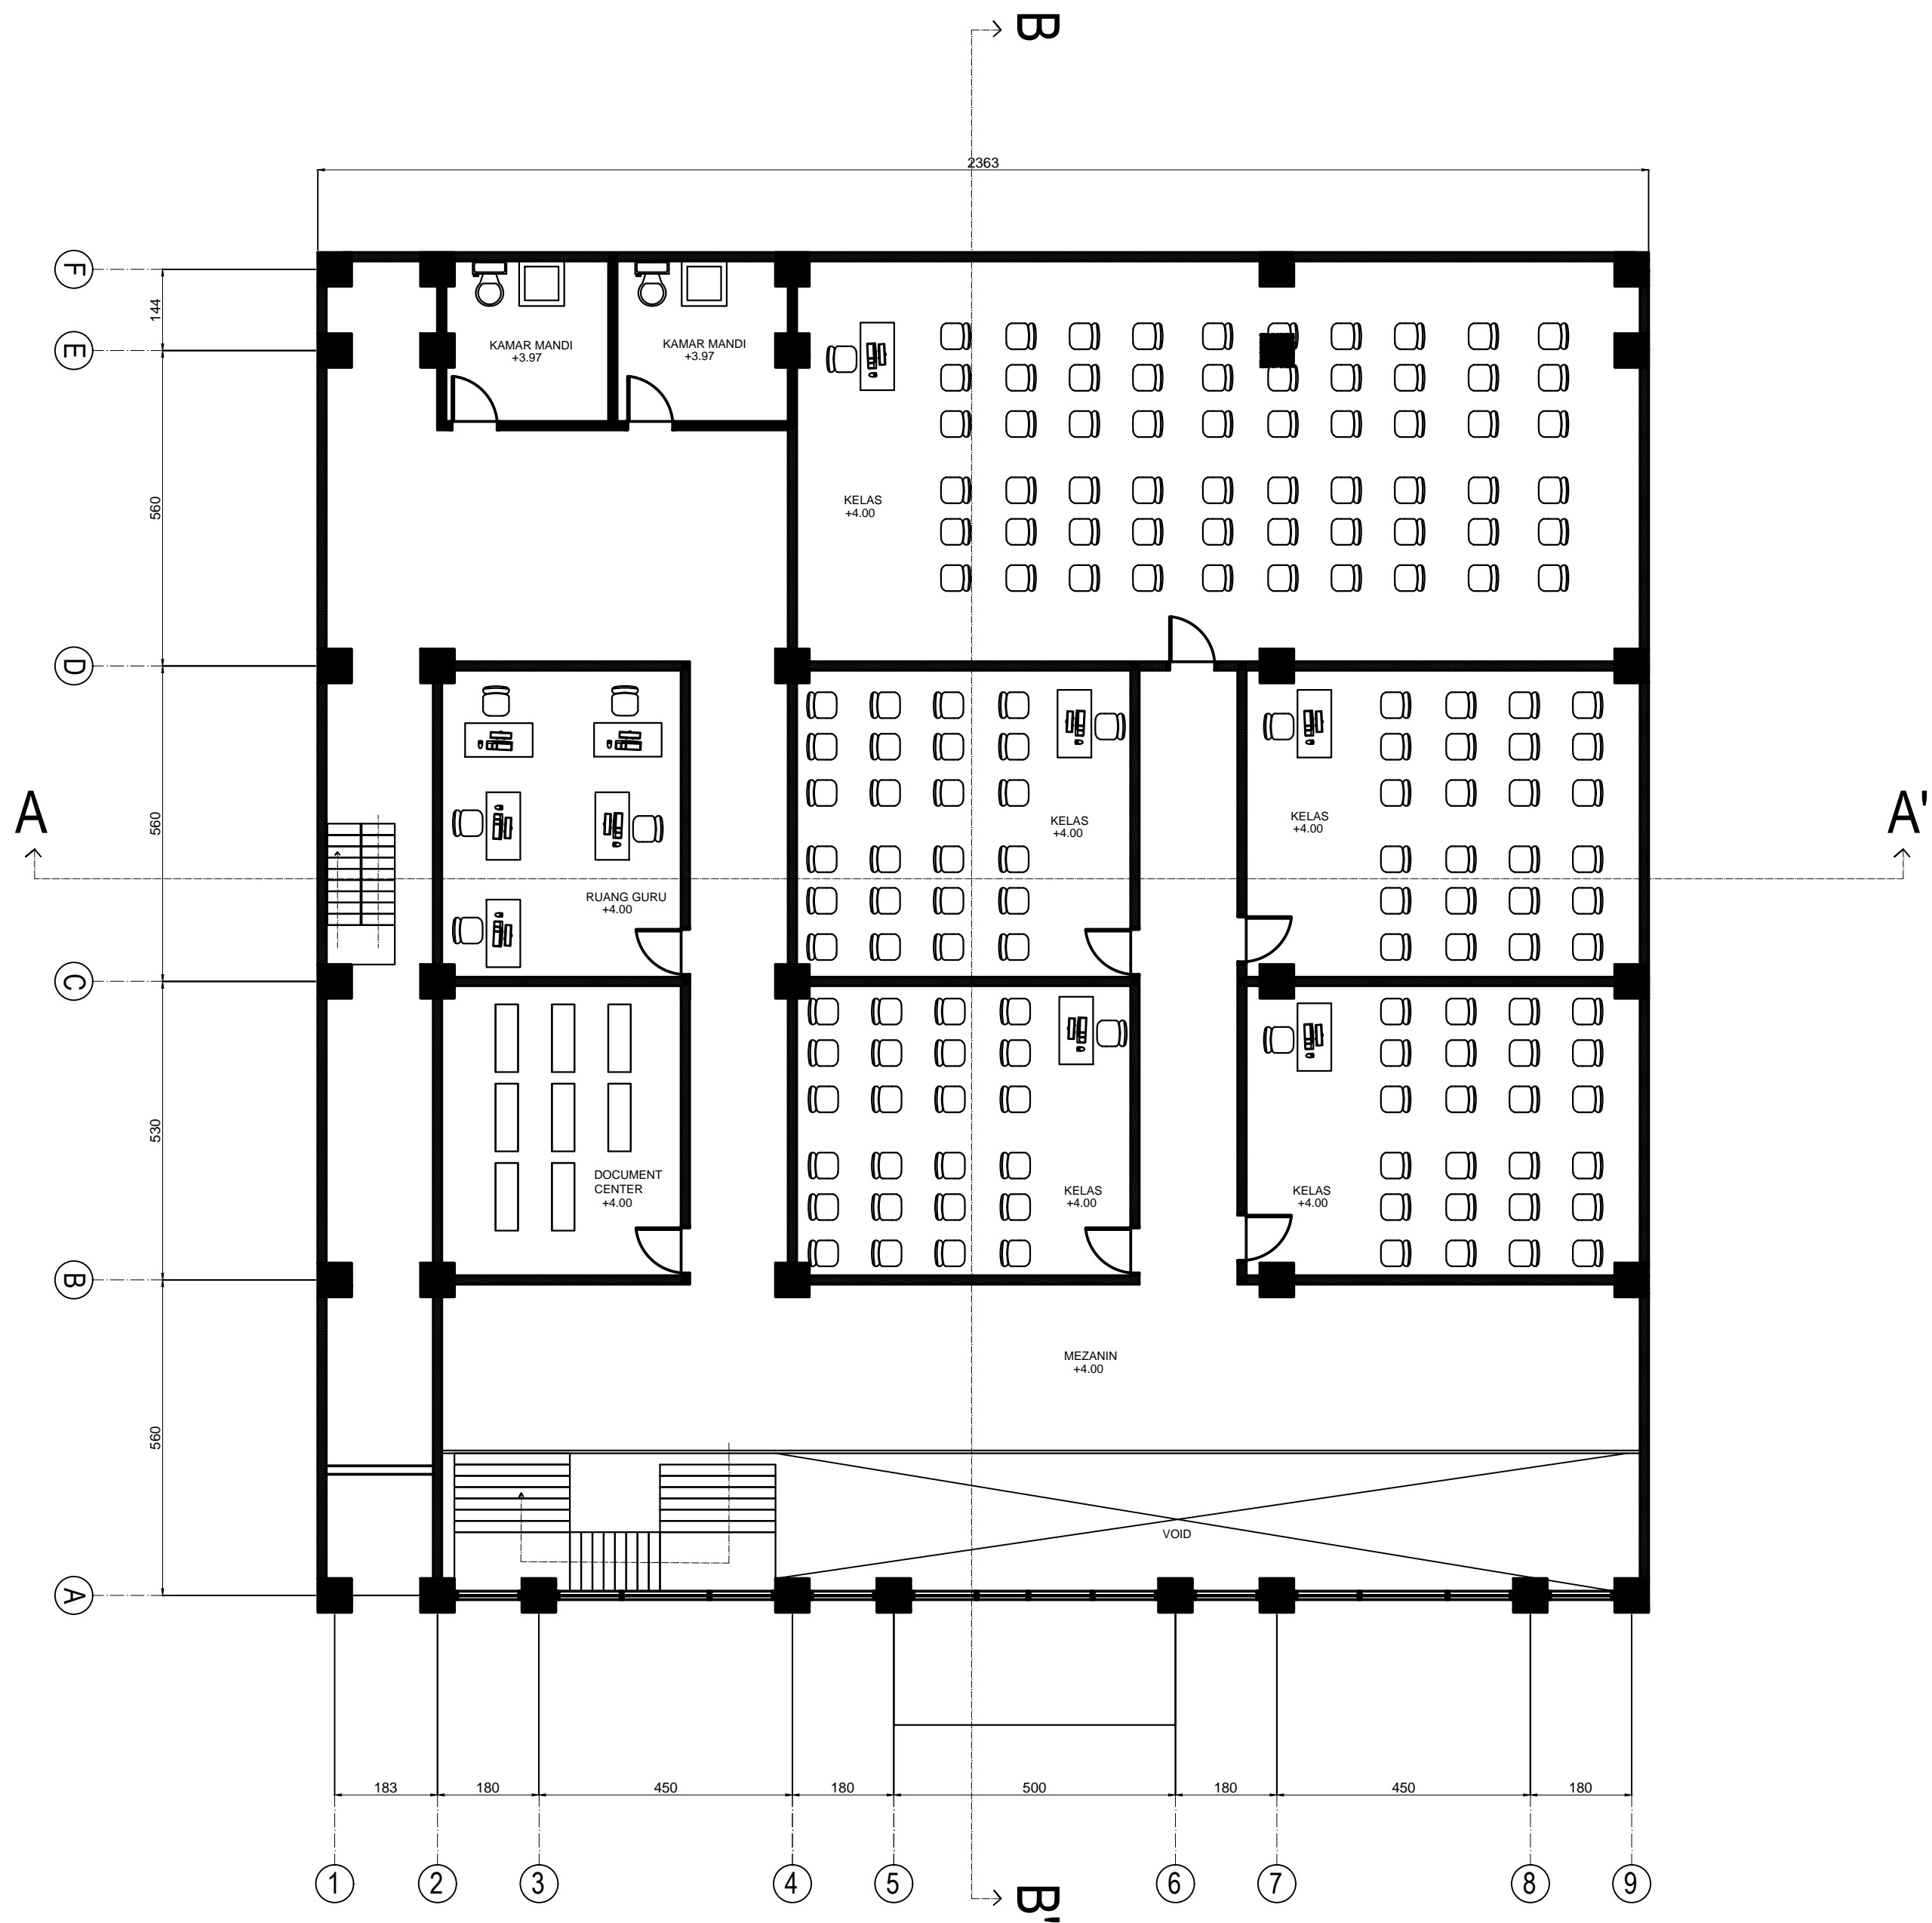 B
2363
F
144
KAMAR MANDI
+3.97
KAMAR MANDI
+3.97
E
560
KELAS
+4.00
D
A
560
KELAS
+4.00
KELAS
+4.00
A'
RUANG GURU
+4.00
C
530
DOCUMENT
CENTER
+4.00
KELAS
+4.00
KELAS
+4.00
B
MEZANIN
+4.00
560
VOID
A
183
180
450
180
500
180
450
180
1
2
3
4
5
6
7
8
9
B'